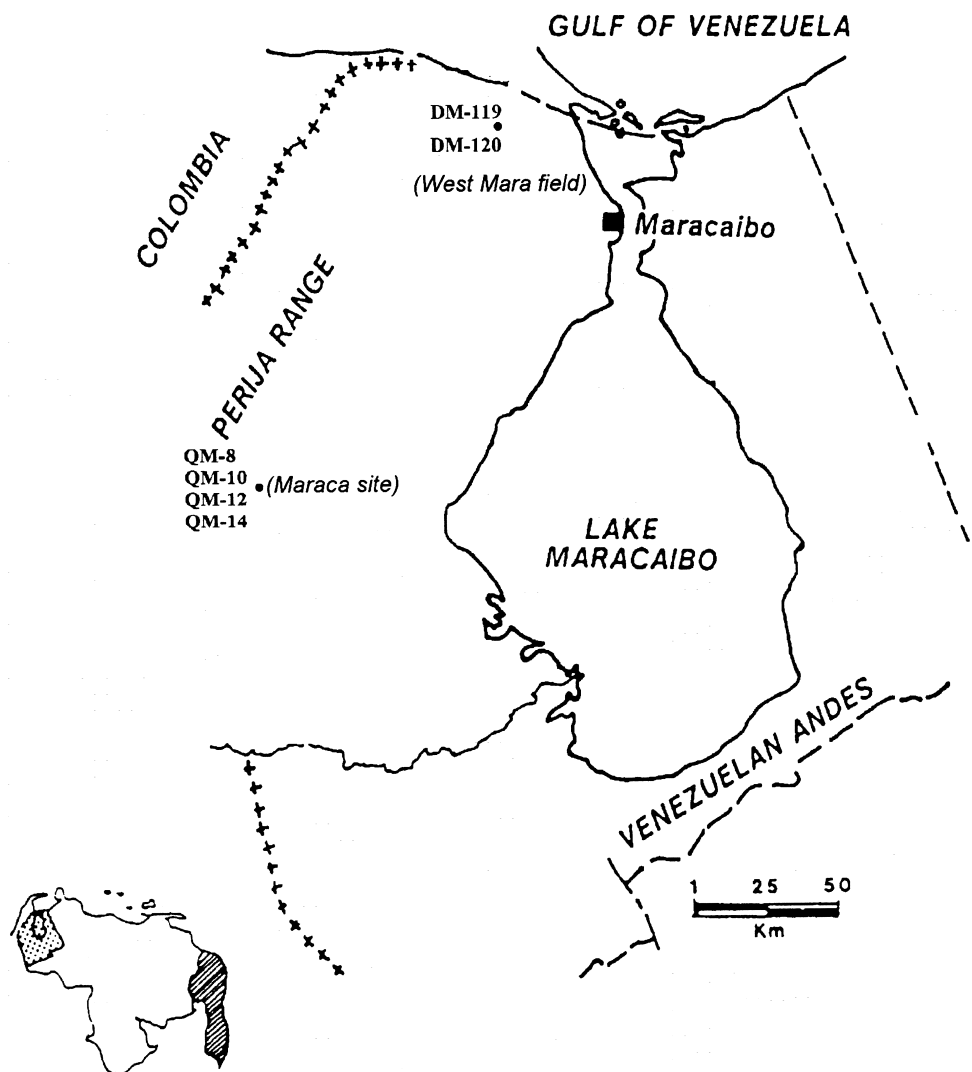 GULF OF VENEZUELA
DM-119
DM-120
(West Mara field)
COLOMBIA
Maracaibo
PERIJA RANGE
QM-8
QM-10
QM-12
QM-14
(Maraca site)
LAKE
MARACAIBO
VENEZUELAN ANDES
1 25 50
Km